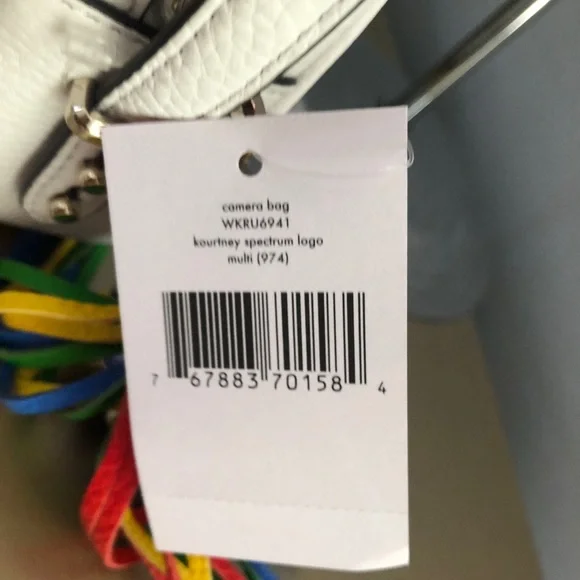 camera bag
WKRU6941
kourtney spectrum logo
multi (974)
7 67883 70158 4